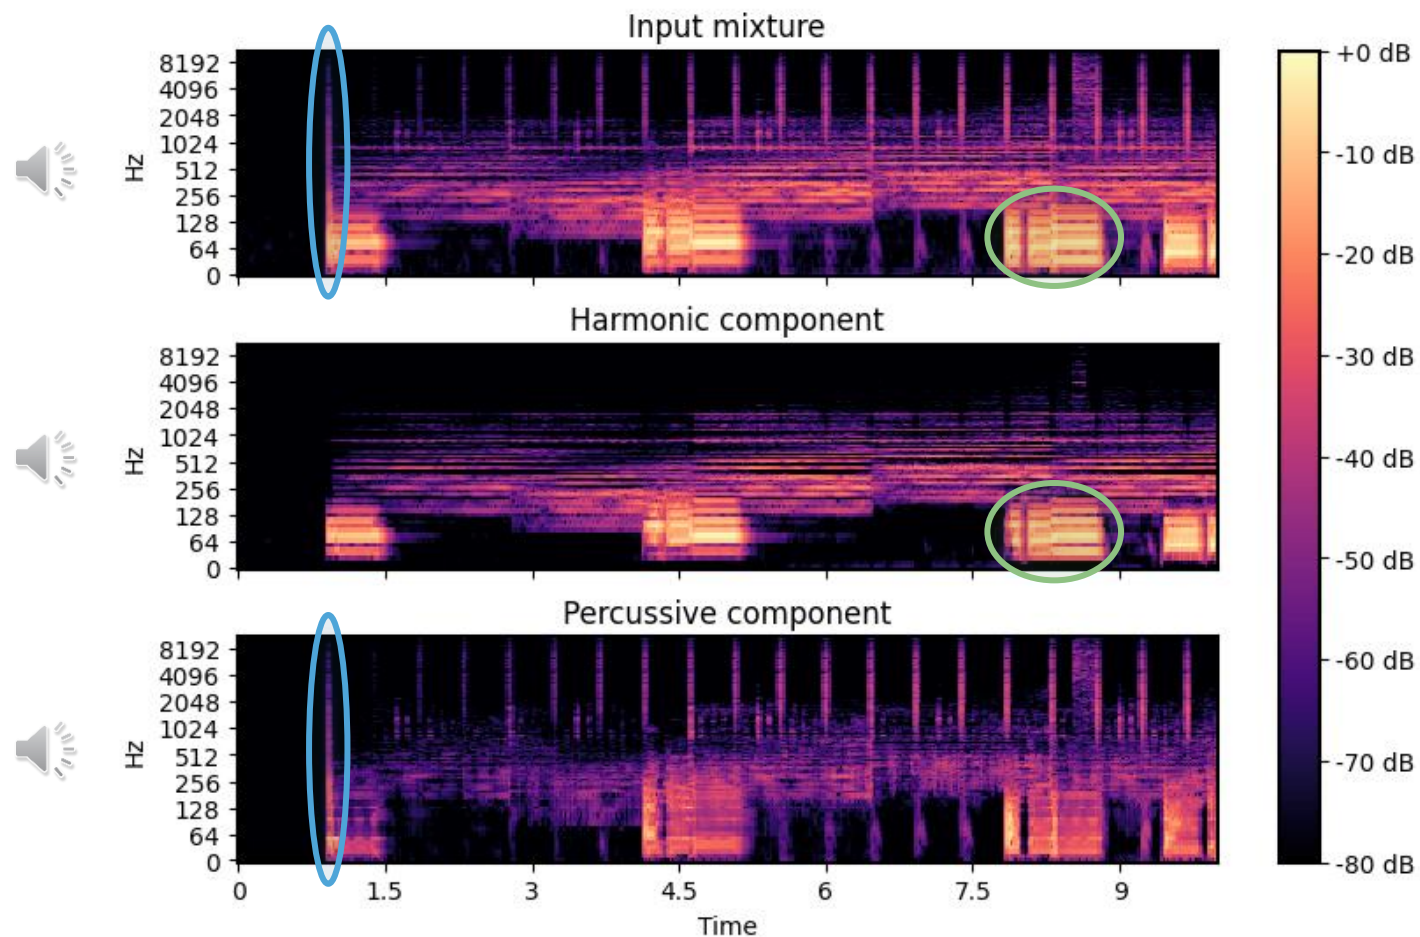 Input mixture
8192
4096
2048
1024
512
256
128
64
0
Hz
Harmonic component
8192
4096
2048
1024
512
256
128
64
0
Hz
Percussive component
8192
4096
2048
1024
512
256
128
64
0
Hz
0 1.5 3 4.5 6 7.5 9
Time
+0 dB
-10 dB
-20 dB
-30 dB
-40 dB
-50 dB
-60 dB
-70 dB
-80 dB